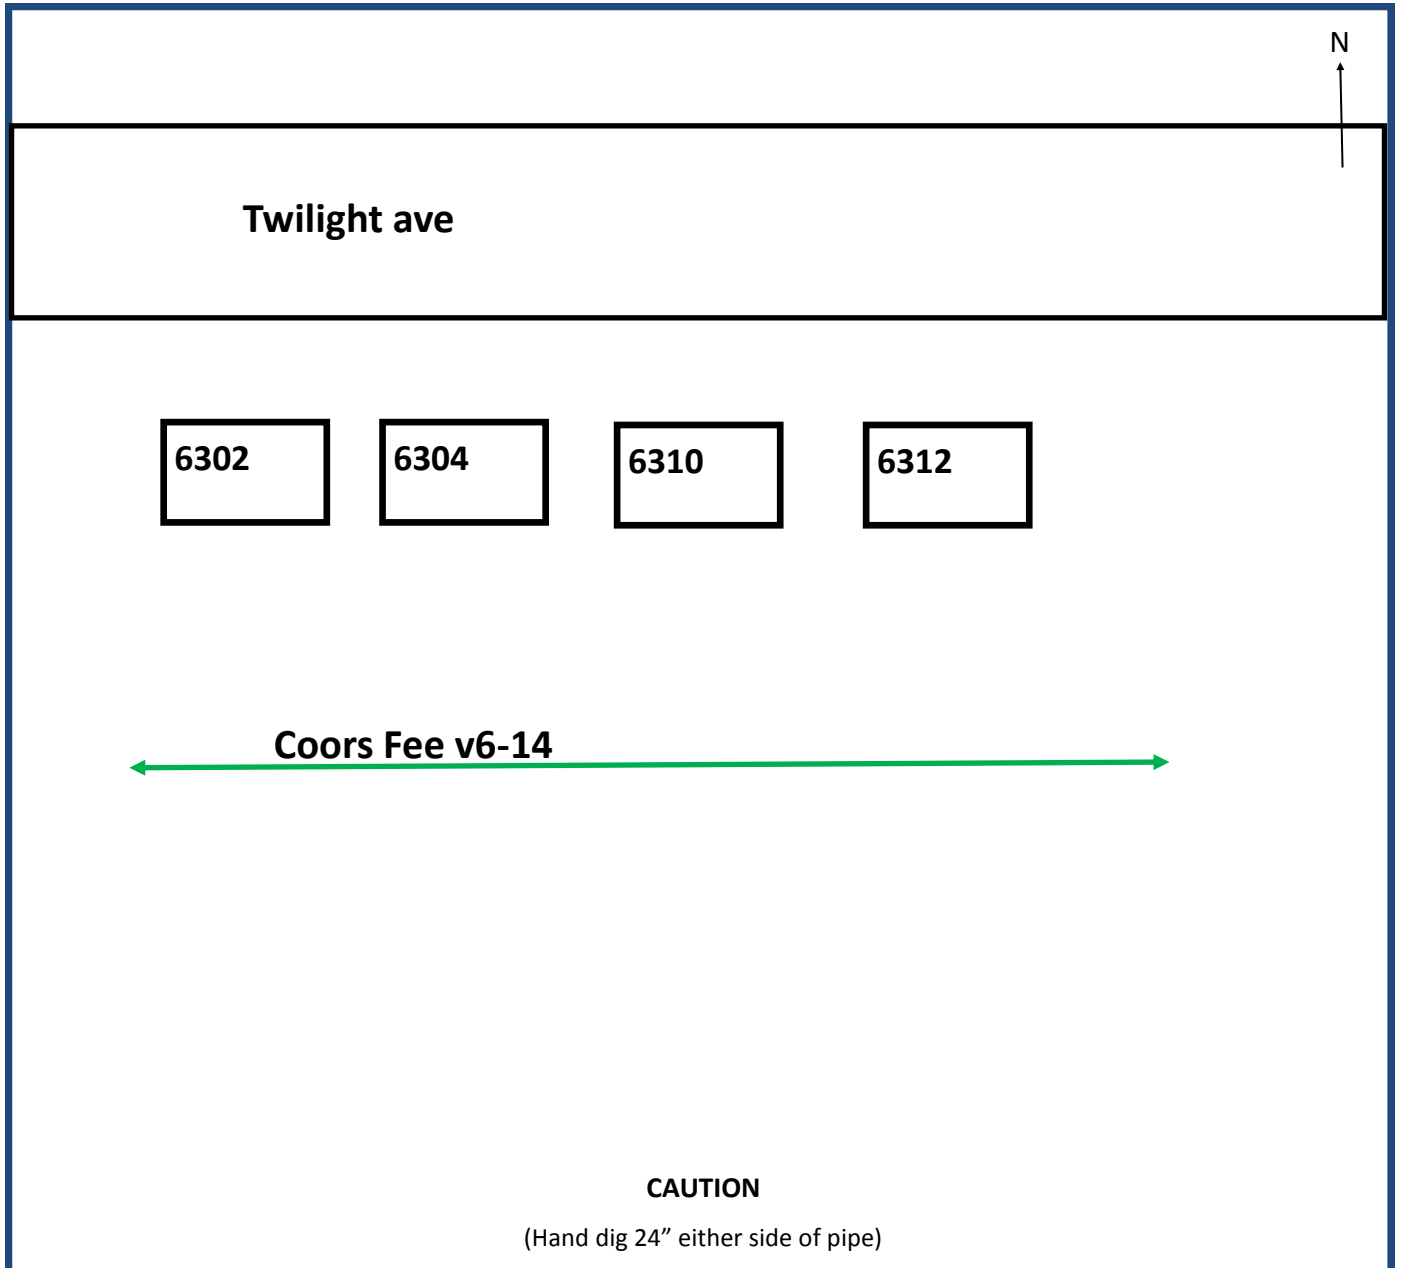 N
Twilight ave
6302
6304
6310
6312
Coors Fee v6-14
CAUTION
(Hand dig 24” either side of pipe)